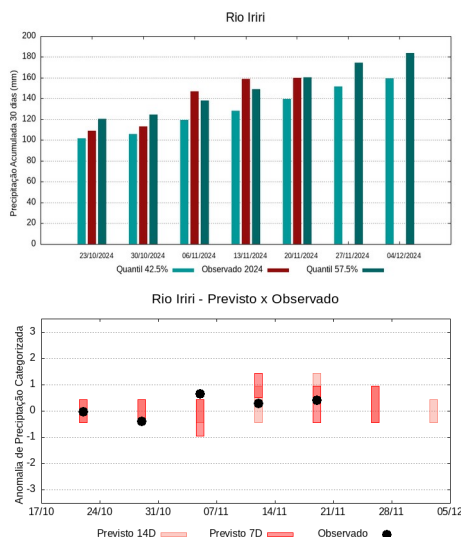 Rio Iriri
Precipitação Acumulada 30 dias (mm)
200
180
160
140
120
100
80
60
40
20
0
23/10/2024 30/10/2024 06/11/2024 13/11/2024 20/11/2024 27/11/2024 04/12/2024
Quantil 42.5% Observado 2024 Quantil 57.5%
Rio Iriri - Previsto x Observado
Anomalia de Preciptação Categorizada
3
2
1
0
-1
-2
-3
17/10 24/10 31/10 07/11 14/11 21/11 28/11 05/12
Previsto 14D Previsto 7D Observado